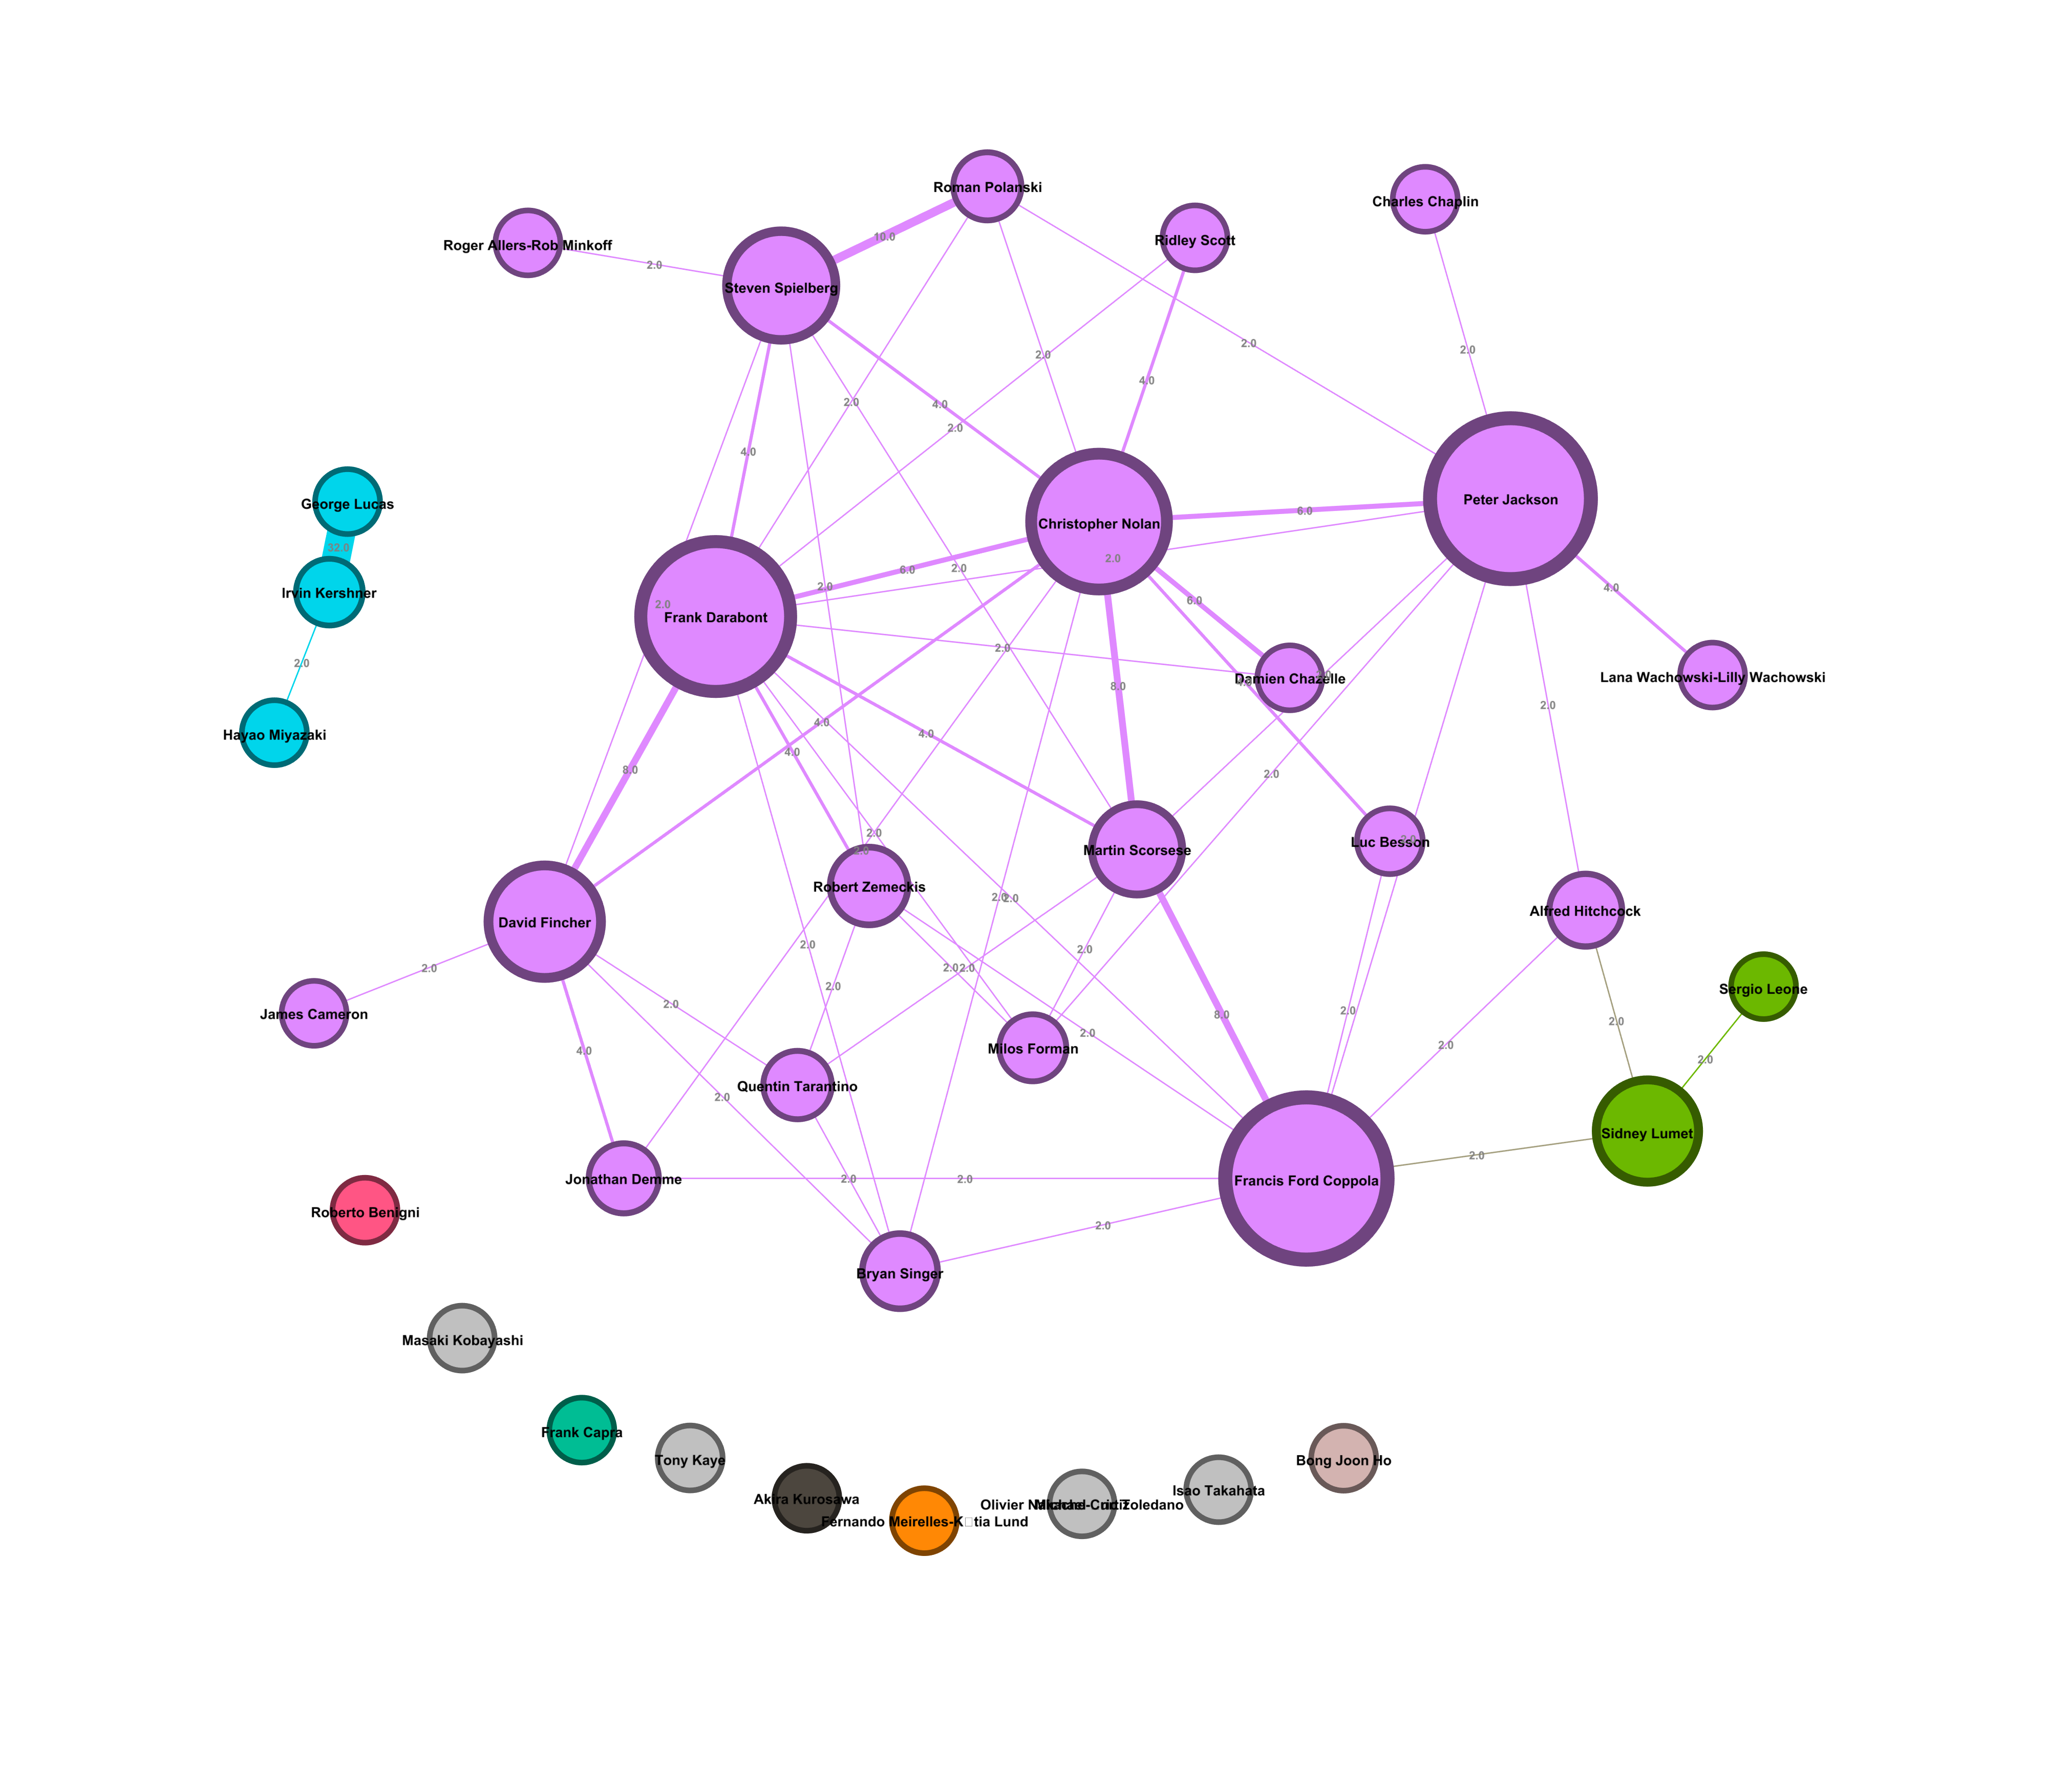 Roman Polanski
Charles Chaplin
Roger Allers-Rob Minkoff
10.0
Ridley Scott
2.0
Steven Spielberg
2.0
2.0
2.0
4.0
2.0
4.0
2.0
4.0
George Lucas
Christopher Nolan
6.0
Peter Jackson
32.0
Irvin Kershner
2.0
2.0
6.0
2.0
2.0
6.0
4.0
Frank Darabont
2.0
2.0
Damien Chazelle
Lana Wachowski-Lilly Wachowski
4.0
8.0
2.0
Hayao Miyazaki
4.0
4.0
4.0
8.0
2.0
2.0
2.0
2.0
Martin Scorsese
Luc Besson
Robert Zemeckis
2.0
2.0
Alfred Hitchcock
David Fincher
2.0
2.0
2.0
2.0
2.0
2.0
Sergio Leone
James Cameron
2.0
2.0
8.0
2.0
2.0
2.0
4.0
Milos Forman
2.0
2.0
Quentin Tarantino
2.0
Sidney Lumet
2.0
Jonathan Demme
2.0
2.0
Francis Ford Coppola
Roberto Benigni
2.0
Bryan Singer
Masaki Kobayashi
Frank Capra
Tony Kaye
Bong Joon Ho
Isao Takahata
Akira Kurosawa
Michael Curtiz
Fernando Meirelles-K□tia Lund